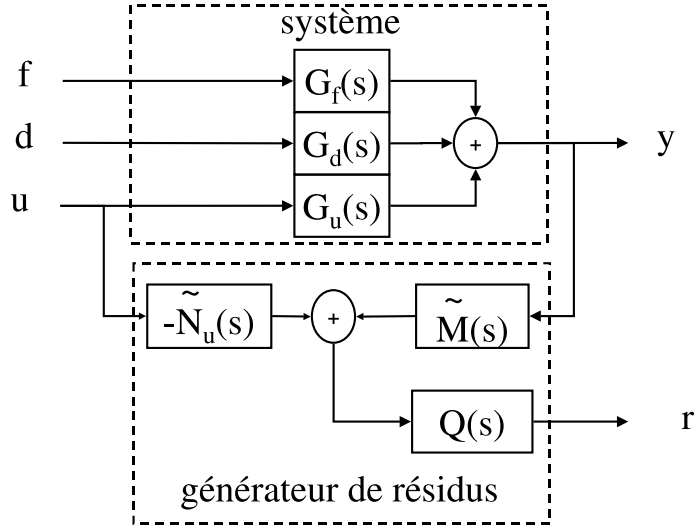 système
f
G_f(s)
d
G_d(s)
+
y
u
G_u(s)
-Ñ_u(s)
+
M̃(s)
Q(s)
r
générateur de résidus